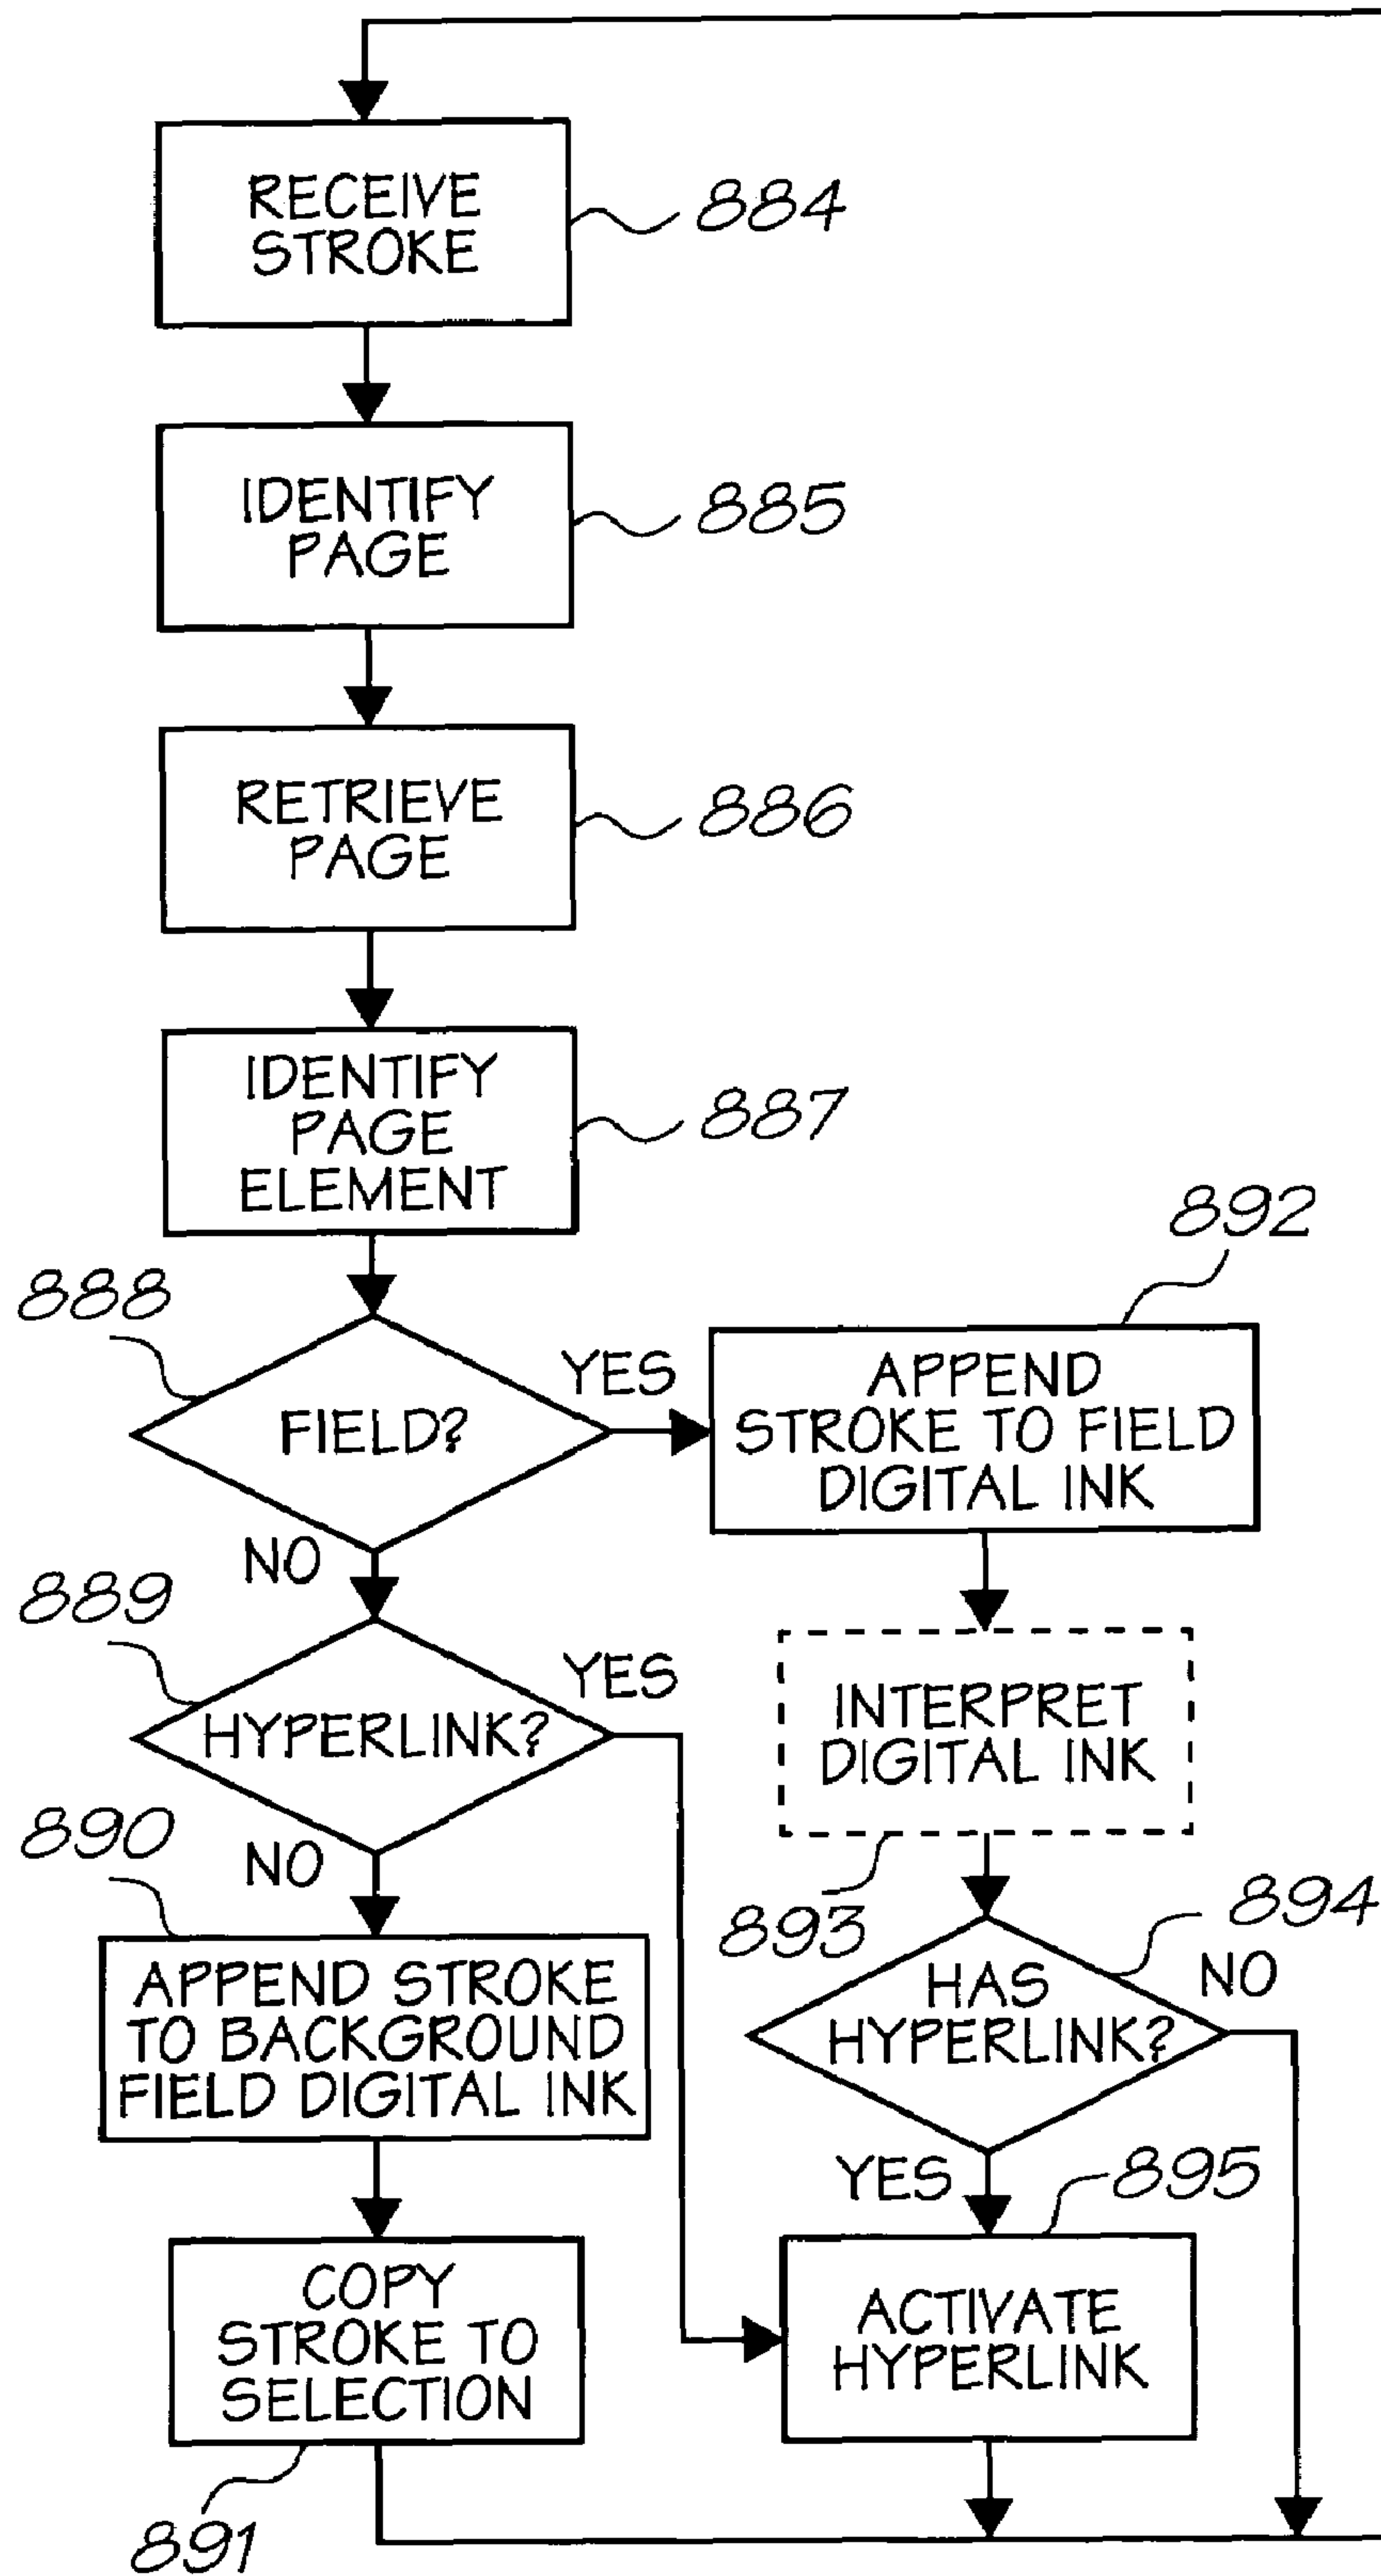 RECEIVE
STROKE
884
IDENTIFY
PAGE
885
RETRIEVE
PAGE
886
IDENTIFY
PAGE
ELEMENT
887
888
FIELD?
YES
NO
892
APPEND
STROKE TO FIELD
DIGITAL INK
889
HYPERLINK?
YES
NO
INTERPRET
DIGITAL INK
893
890
APPEND STROKE
TO BACKGROUND
FIELD DIGITAL INK
894
HAS
HYPERLINK?
NO
YES
895
COPY
STROKE TO
SELECTION
891
ACTIVATE
HYPERLINK